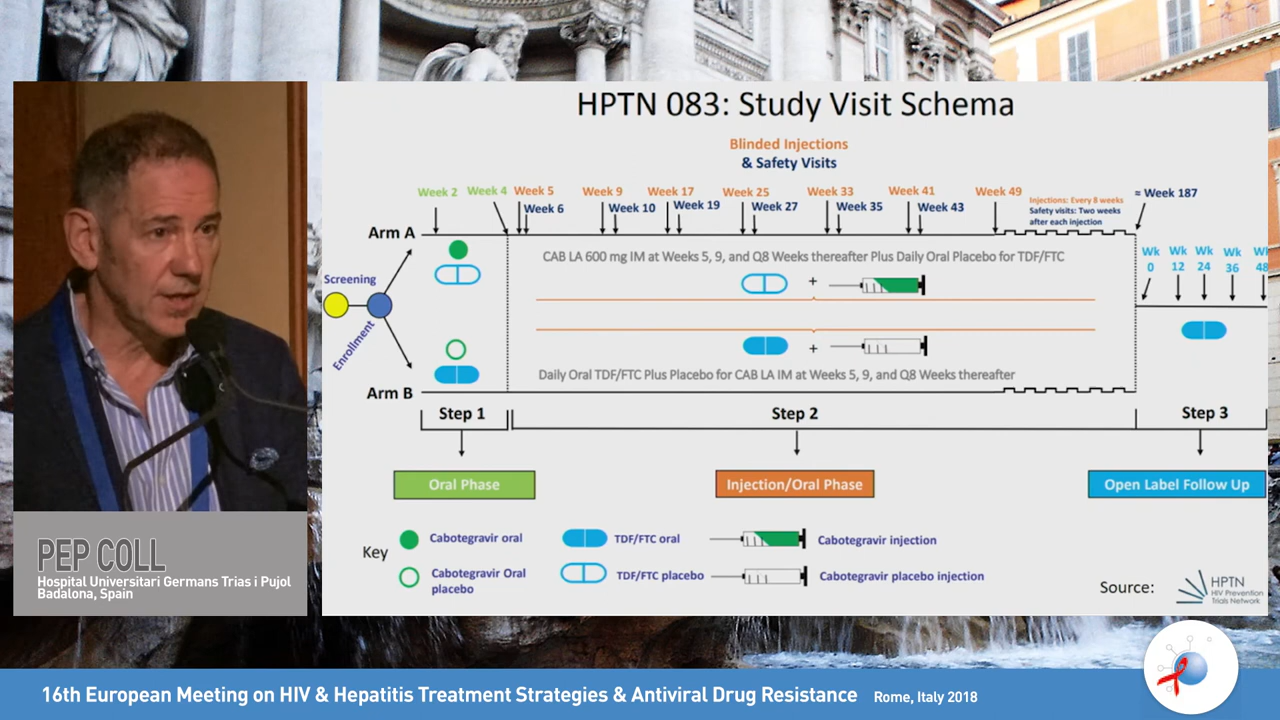 HPTN 083: Study Visit Schema
Blinded Injections
& Safety Visits
Week 2
Week 4
Week 5
Week 9
Week 17
Week 25
Week 33
Week 41
Week 49
≈ Week 187
Week 6
Week 10
Week 19
Week 27
Week 35
Week 43
Injections: Every 8 weeks
Safety visits: Two weeks
after each injection
Arm A
CAB LA 600 mg IM at Weeks 5, 9, and Q8 Weeks thereafter Plus Daily Oral Placebo for TDF/FTC
Wk Wk Wk Wk
0 12 24 36 48
Screening
Enrollment
+
+
Daily Oral TDF/FTC Plus Placebo for CAB LA IM at Weeks 5, 9, and Q8 Weeks thereafter
Arm B
Step 1
Step 2
Step 3
Oral Phase
Injection/Oral Phase
Open Label Follow Up
Key
Cabotegravir oral
TDF/FTC oral
Cabotegravir injection
Cabotegravir Oral
placebo
TDF/FTC placebo
Cabotegravir placebo injection
Source:
HPTN
HIV Prevention
Trials Network
PEP COLL
Hospital Universitari Germans Trias i Pujol
Badalona, Spain
16th European Meeting on HIV & Hepatitis Treatment Strategies & Antiviral Drug Resistance Rome, Italy 2018